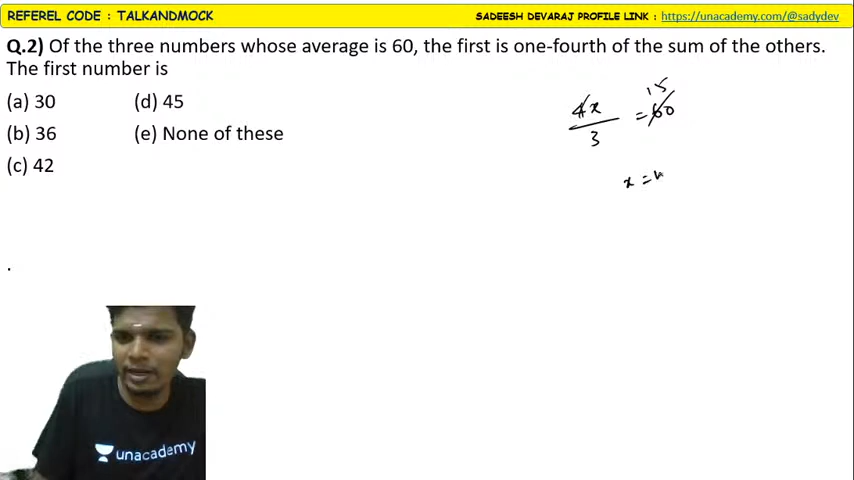 REFEREL CODE : TALKANDMOCK
SADEESH DEVARAJ PROFILE LINK : https://unacademy.com/@sadydev
Q.2) Of the three numbers whose average is 60, the first is one-fourth of the sum of the others.
The first number is
(a) 30 (d) 45
(b) 36 (e) None of these
(c) 42
15
4x/3 = 60
x =
.
unacademy